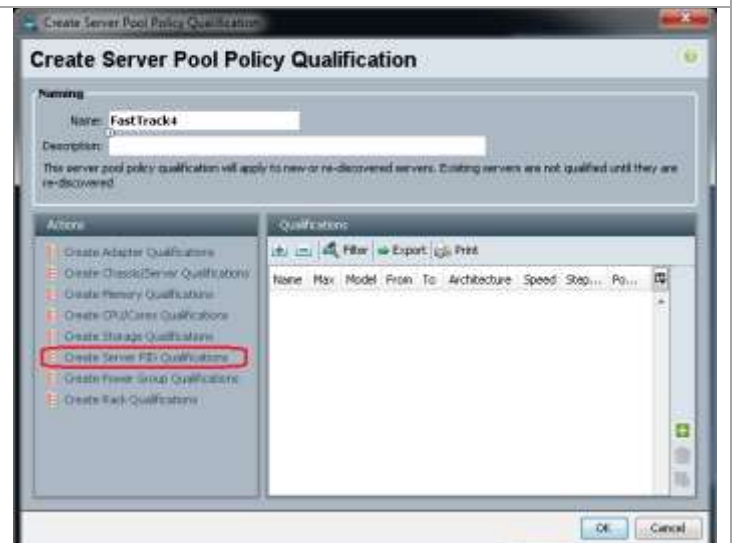 Create Server Pool Policy Qualification
Create Server Pool Policy Qualification
Naming
Name: FastTrack4
Description:
This server pool policy qualification will apply to new or re-discovered servers. Existing servers are not qualified until they are
re-discovered
Actions
Create Adapter Qualifications
Create Chassis/Server Qualifications
Create Memory Qualifications
Create CPU/Cores Qualifications
Create Storage Qualifications
Create Server PID Qualifications
Create Power Group Qualifications
Create Rack Qualifications
Qualifications
Filter Export Print
Name Max Model From To Architecture Speed Step... Po...
OK Cancel